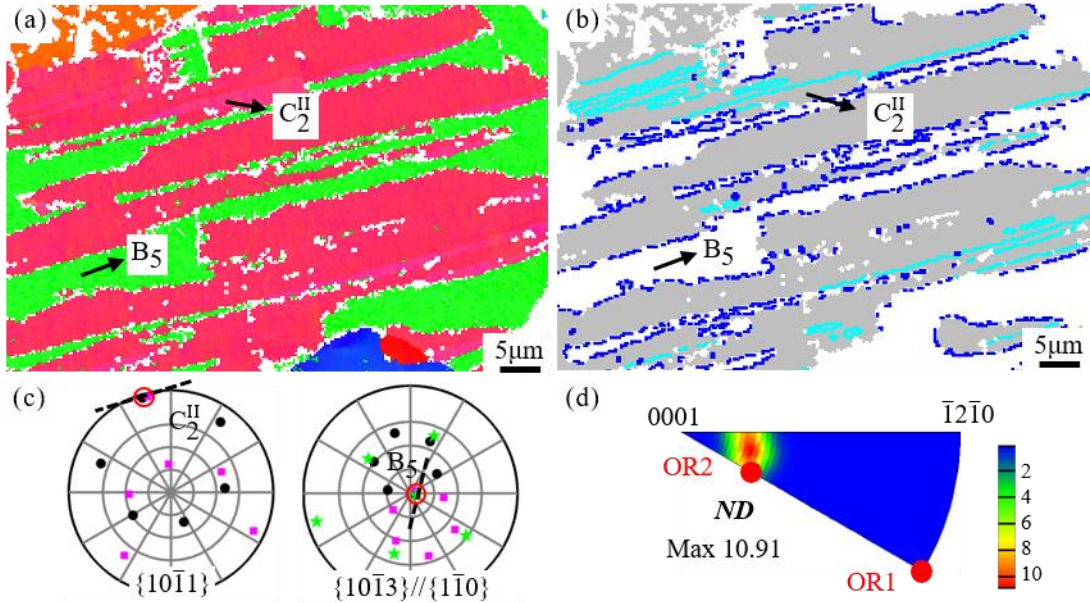 (a)
C₂ᴵᴵ
B₅
5μm
(b)
C₂ᴵᴵ
B₅
5μm
(c)
C₂ᴵᴵ
{101̄1}
B₅
{101̄3}//{11̄0}
(d)
0001
1̄21̄0
OR2
ND
Max 10.91
OR1
2
4
6
8
10